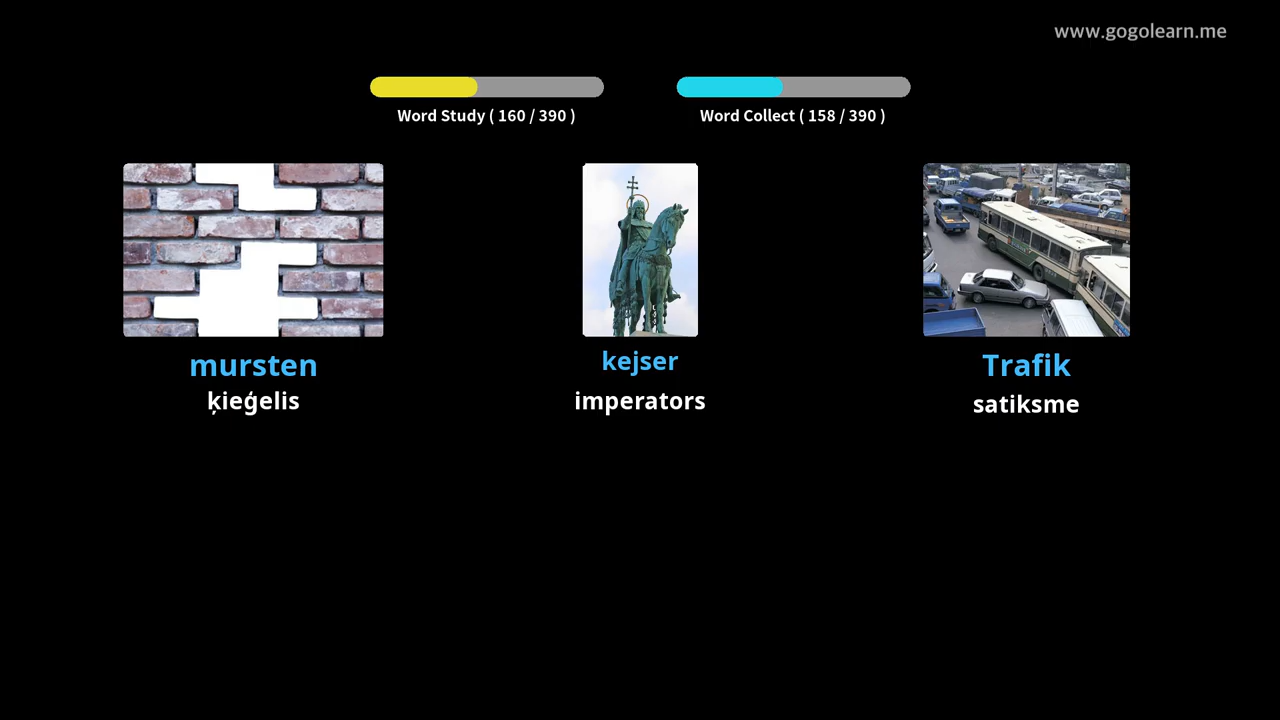 www.gogolearn.me
Word Study ( 160 / 390 )
Word Collect ( 158 / 390 )
mursten
ķieģelis
kejser
imperators
Trafik
satiksme